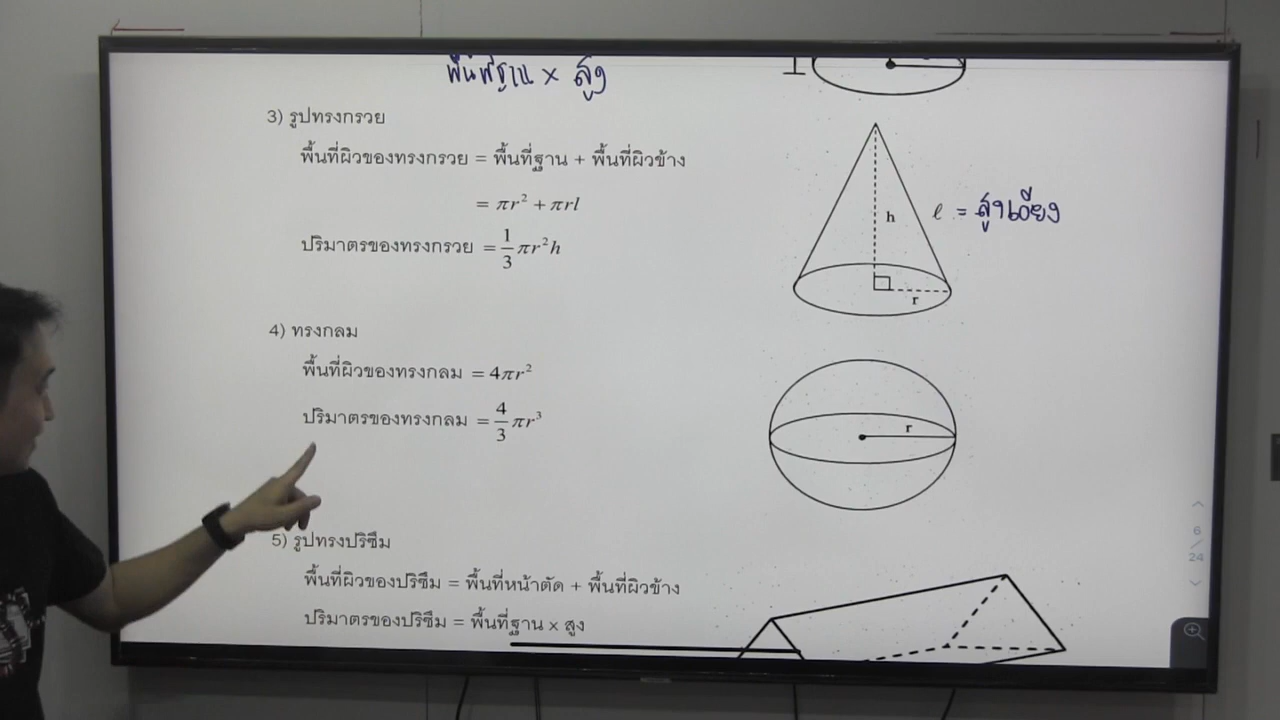 พื้นที่ฐาน × สูง
3) รูปทรงกรวย
พื้นที่ผิวของทรงกรวย = พื้นที่ฐาน + พื้นที่ผิวข้าง
= πr² + πrl
ปริมาตรของทรงกรวย = 1/3 πr²h
h
ℓ = สูงเอียง
r
4) ทรงกลม
พื้นที่ผิวของทรงกลม = 4πr²
ปริมาตรของทรงกลม = 4/3 πr³
r
5) รูปทรงปริซึม
พื้นที่ผิวของปริซึม = พื้นที่หน้าตัด + พื้นที่ผิวข้าง
ปริมาตรของปริซึม = พื้นที่ฐาน × สูง
6
/
24